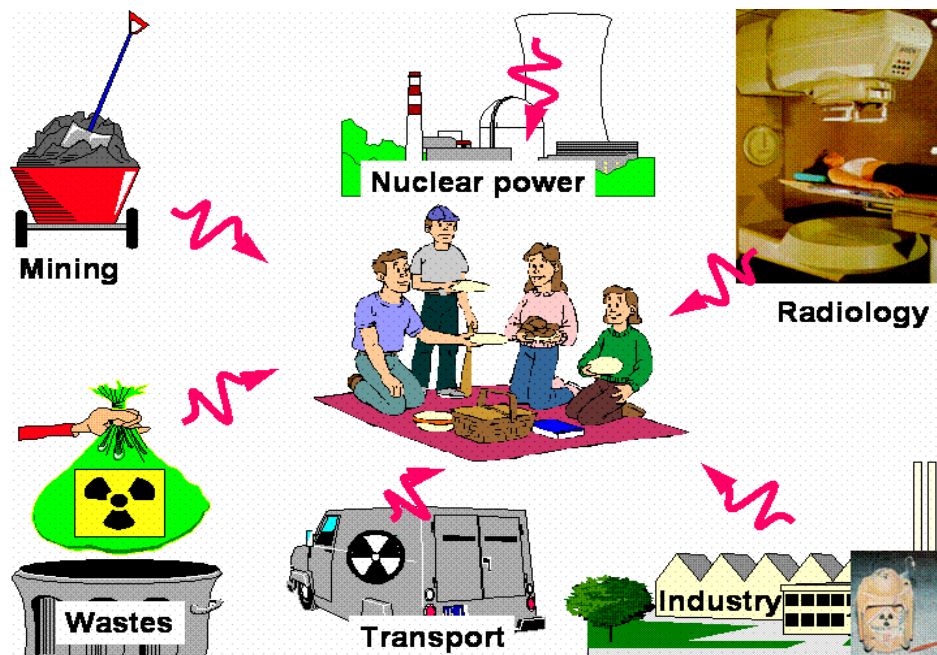 Nuclear power
Mining
Radiology
Wastes
Transport
Industry